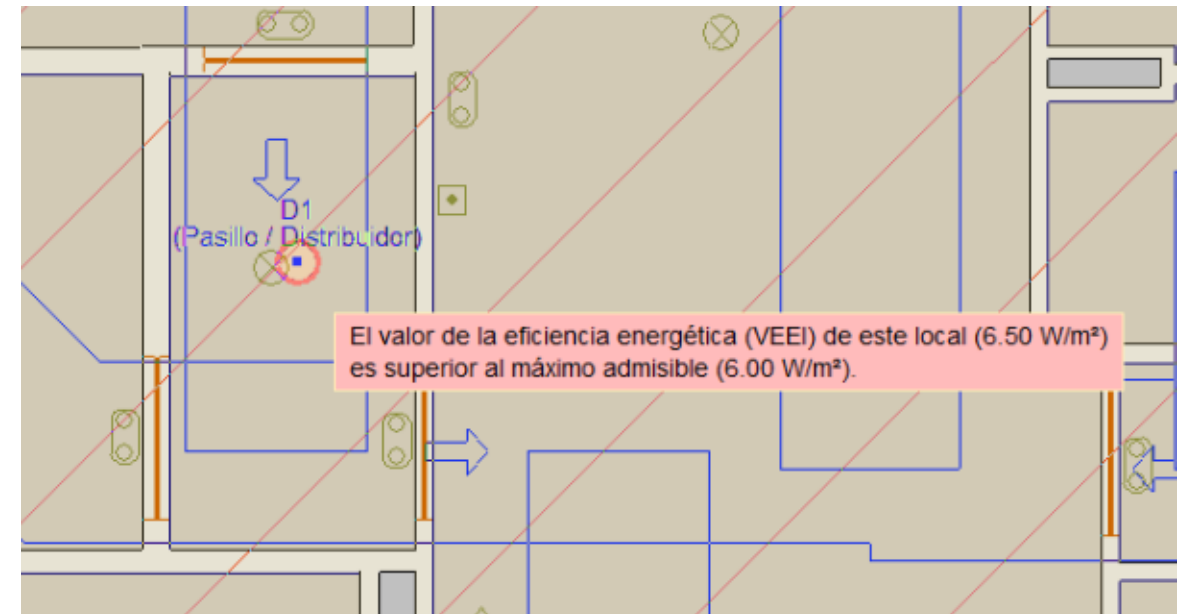 D1
(Pasillo / Distribuidor)
El valor de la eficiencia energética (VEEI) de este local (6.50 W/m²)
es superior al máximo admisible (6.00 W/m²).